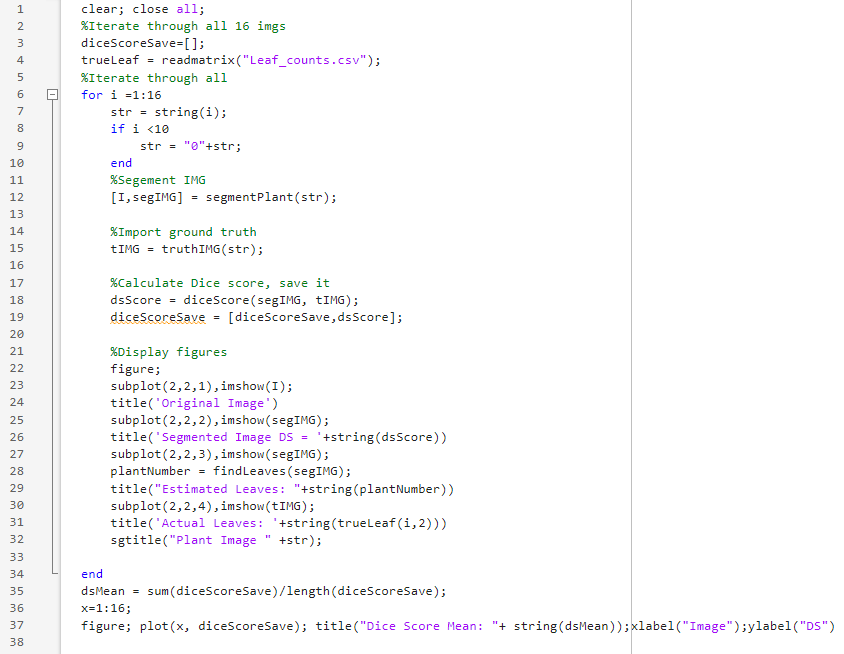 1 clear; close all;
2 %Iterate through all 16 imgs
3 diceScoreSave=[];
4 trueLeaf = readmatrix("Leaf_counts.csv");
5 %Iterate through all
6 for i =1:16
7 str = string(i);
8 if i <10
9 str = "0"+str;
10 end
11 %Segement IMG
12 [I,segIMG] = segmentPlant(str);
13
14 %Import ground truth
15 tIMG = truthIMG(str);
16
17 %Calculate Dice score, save it
18 dsScore = diceScore(segIMG, tIMG);
19 diceScoreSave = [diceScoreSave,dsScore];
20
21 %Display figures
22 figure;
23 subplot(2,2,1),imshow(I);
24 title('Original Image')
25 subplot(2,2,2),imshow(segIMG);
26 title('Segmented Image DS = '+string(dsScore))
27 subplot(2,2,3),imshow(segIMG);
28 plantNumber = findLeaves(segIMG);
29 title("Estimated Leaves: "+string(plantNumber))
30 subplot(2,2,4),imshow(tIMG);
31 title('Actual Leaves: '+string(trueLeaf(i,2)))
32 sgtitle("Plant Image " +str);
33
34 end
35 dsMean = sum(diceScoreSave)/length(diceScoreSave);
36 x=1:16;
37 figure; plot(x, diceScoreSave); title("Dice Score Mean: "+ string(dsMean));xlabel("Image");ylabel("DS")
38